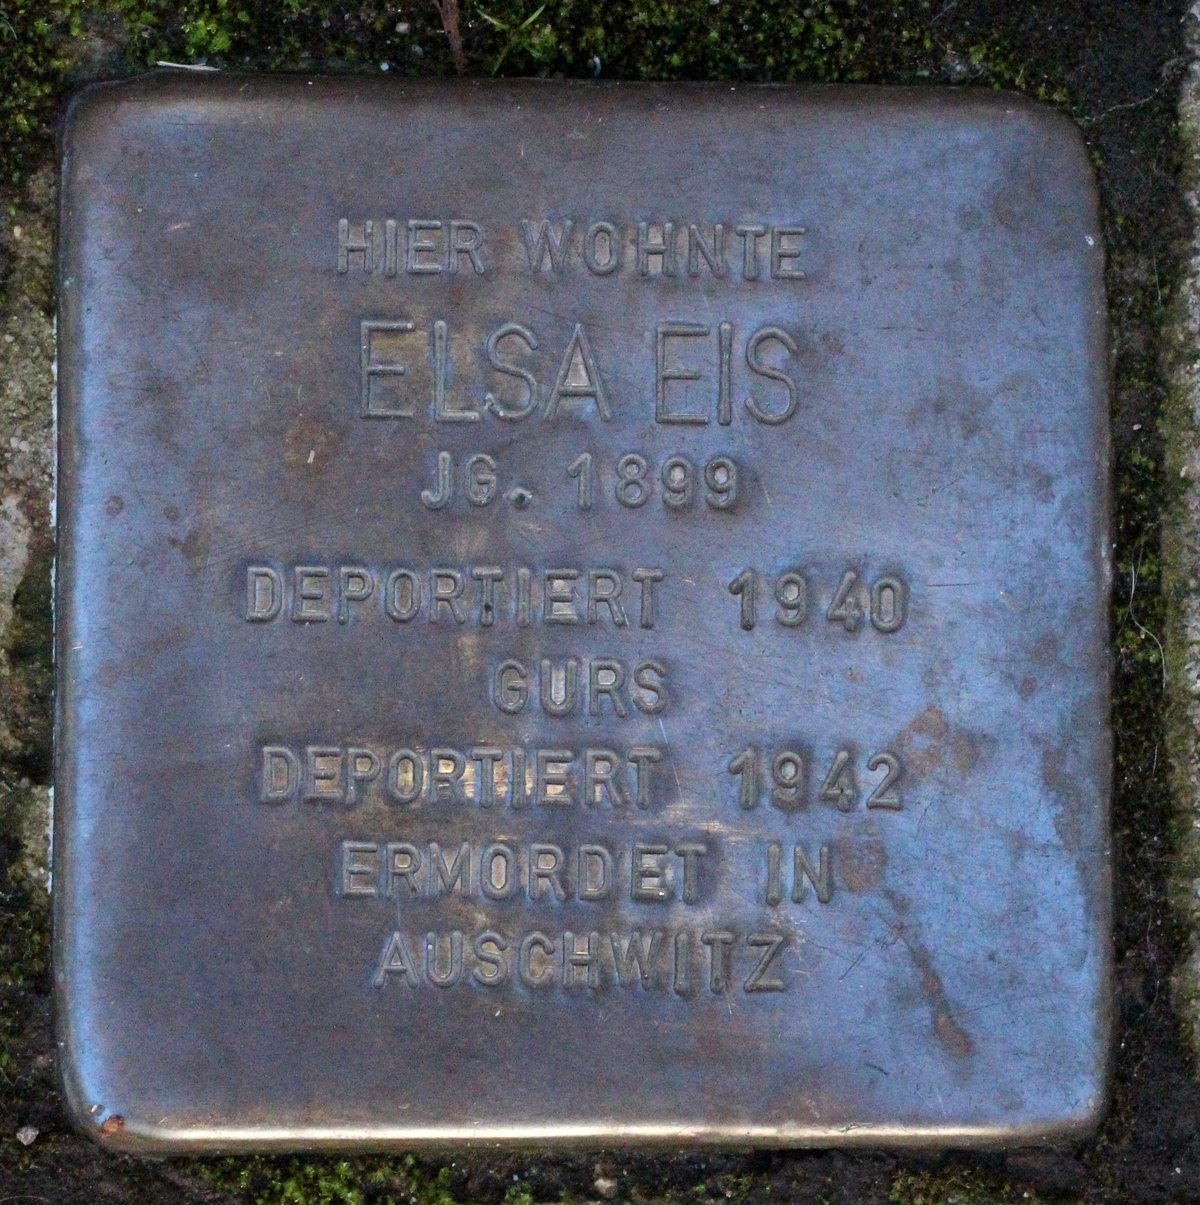 HIER WOHNTE
ELSA EIS
JG. 1899
DEPORTIERT 1940
GURS
DEPORTIERT 1942
ERMORDET IN
AUSCHWITZ